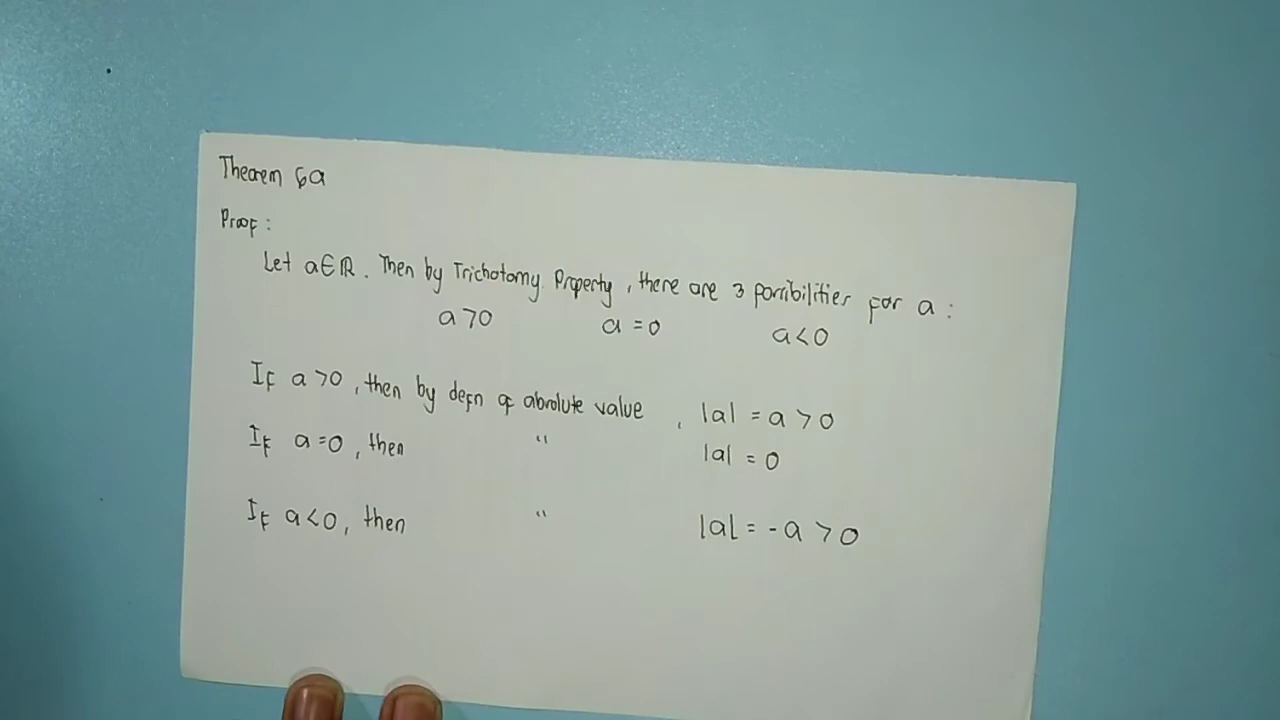 Theorem 6a
Proof:
Let a∈ℝ. Then by Trichotomy Property, there are 3 possibilities for a:
a>0 a=0 a<0
If a>0, then by defn of absolute value, |a| = a > 0
If a=0, then " |a| = 0
If a<0, then " |a| = -a > 0